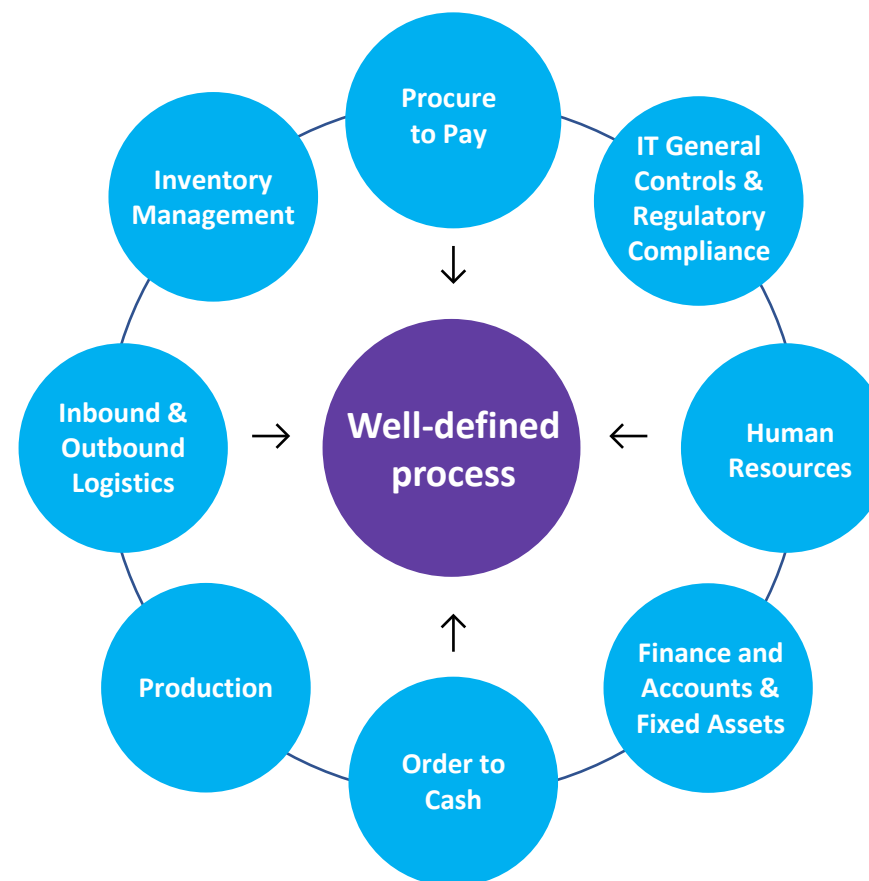 Procure
to Pay
IT General
Controls &
Regulatory
Compliance
Inventory
Management
Inbound &
Outbound
Logistics
Well-defined
process
Human
Resources
Production
Finance and
Accounts &
Fixed Assets
Order to
Cash